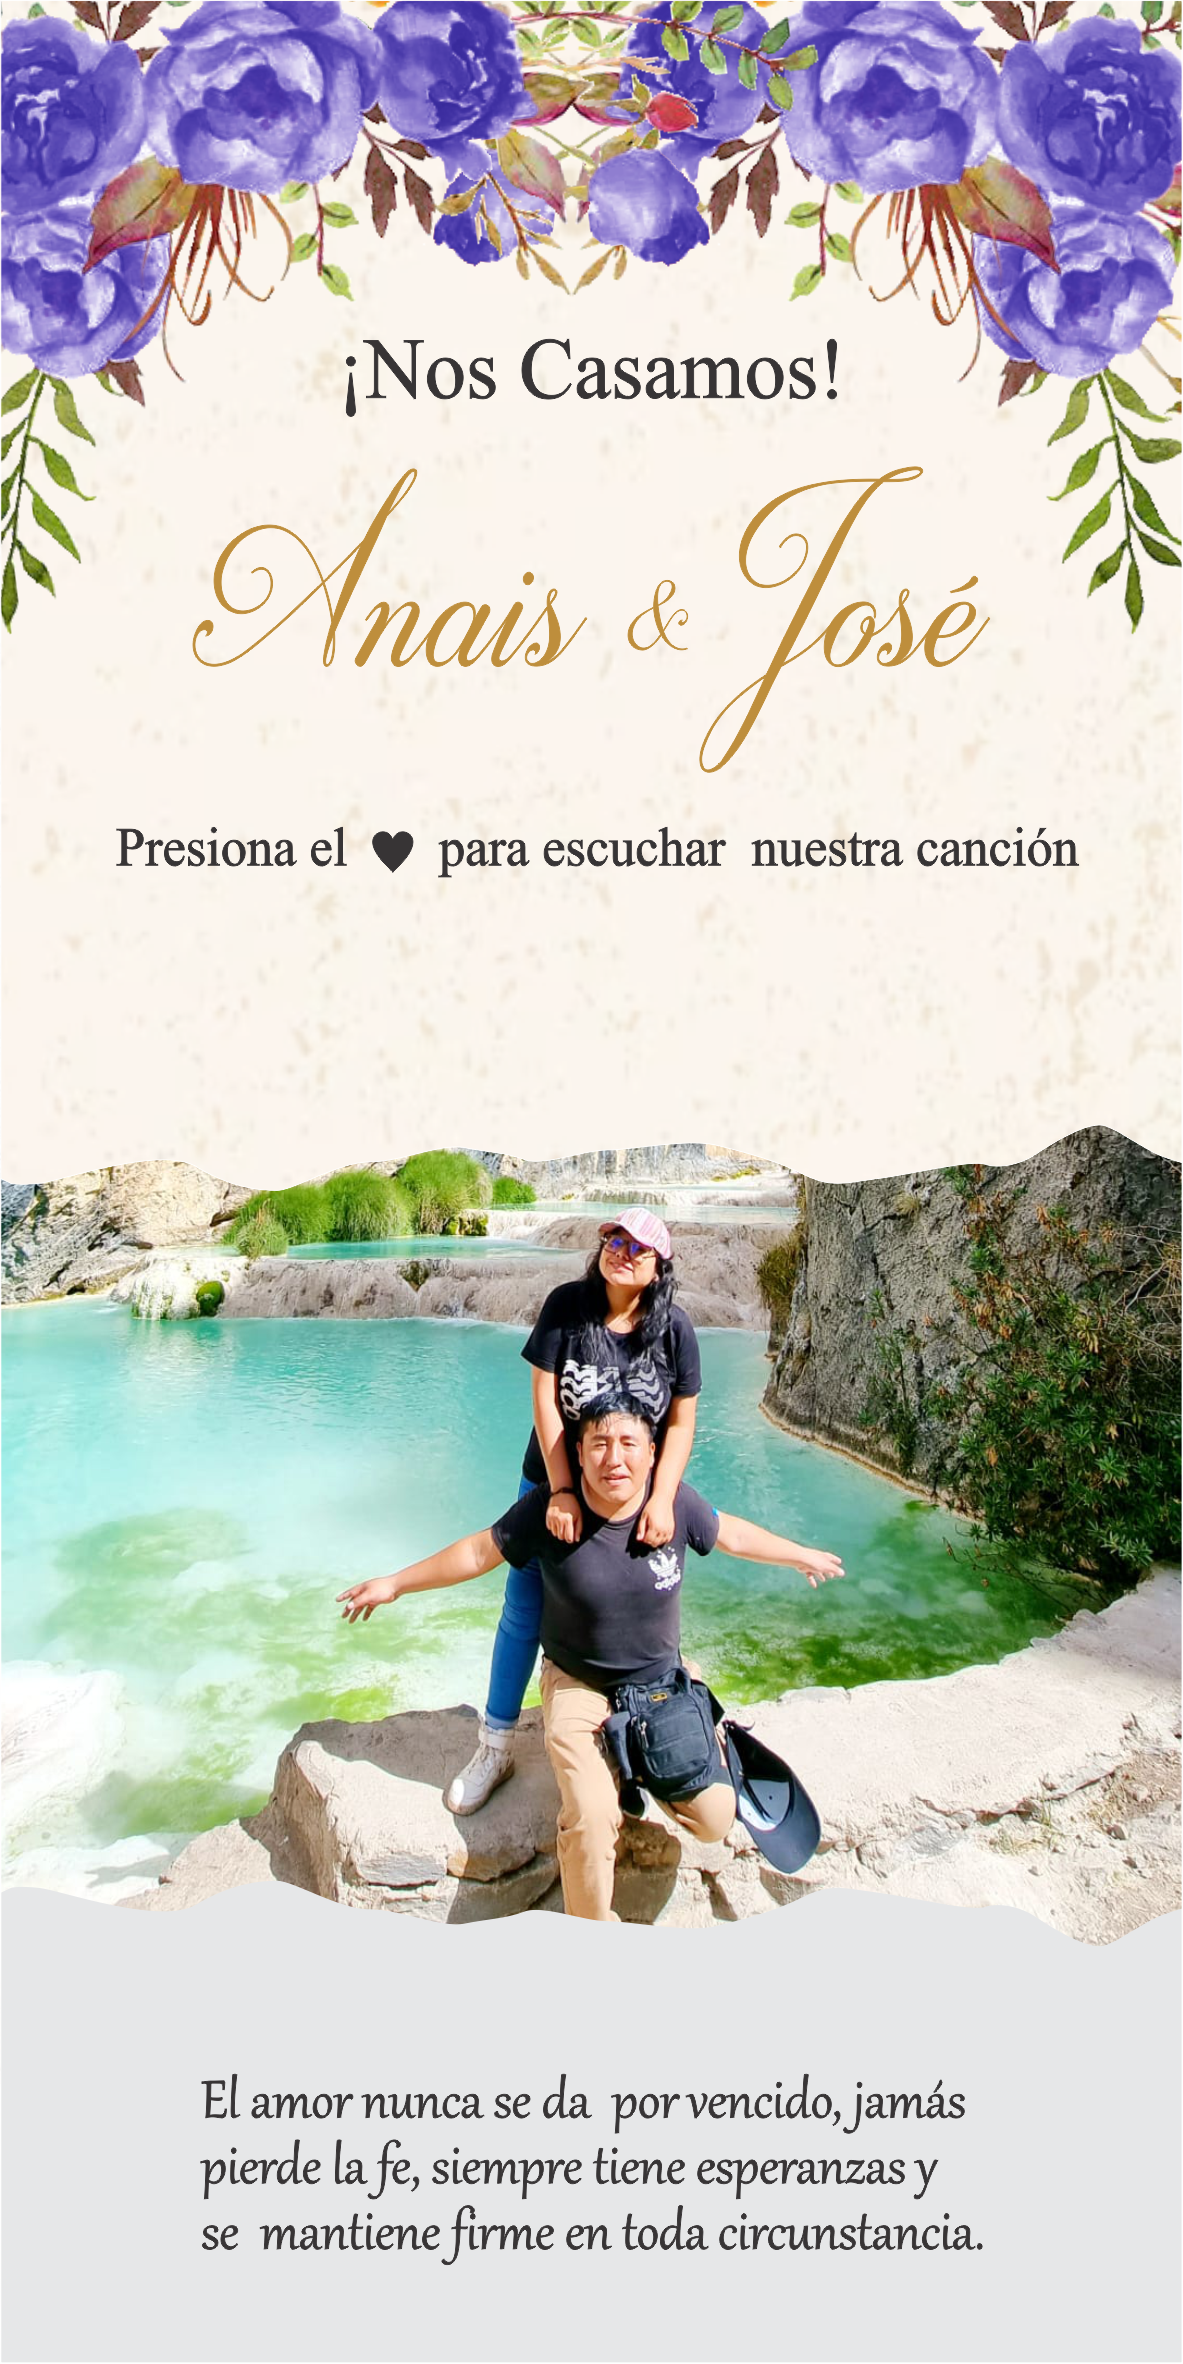 ¡Nos Casamos!
Anais & José
Presiona el ♥ para escuchar nuestra canción
adidas
El amor nunca se da por vencido, jamás
pierde la fe, siempre tiene esperanzas y
se mantiene firme en toda circunstancia.